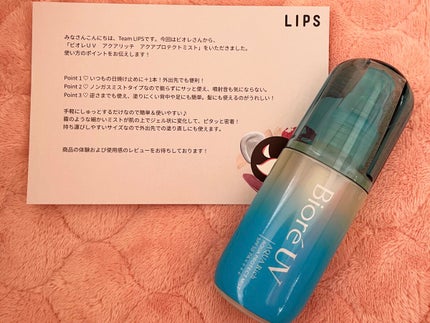 LIPS
みなさんこんにちは、Team LIPSです。今回はビオレさんから、
「ビオレUV アクアリッチ アクアプロテクトミスト」をいただきました。
使い方のポイントをお伝えします！
Point 1♡ いつもの日焼け止めに+1本！外出先でも便利！
Point 2♡ ノンガスミストタイプなので蒸らずにサッと使え、噴射音も気にならない。
Point 3♡ 逆さまでも使え、塗りにくい背中や足にも簡単。髪にも使えるのがうれしい！
手軽にしゅっとするだけなので簡単&使いやすい♪
霧のような細かいミストが肌の上でジェル状に変化して、ピタッと密着！
持ち運びしやすいサイズなので外出先での塗り直しにも使えます。
商品の体験および使用感のレビューをお待ちしております！
Bioré UV
AQUA Rich
AQUA PROTECT MIST